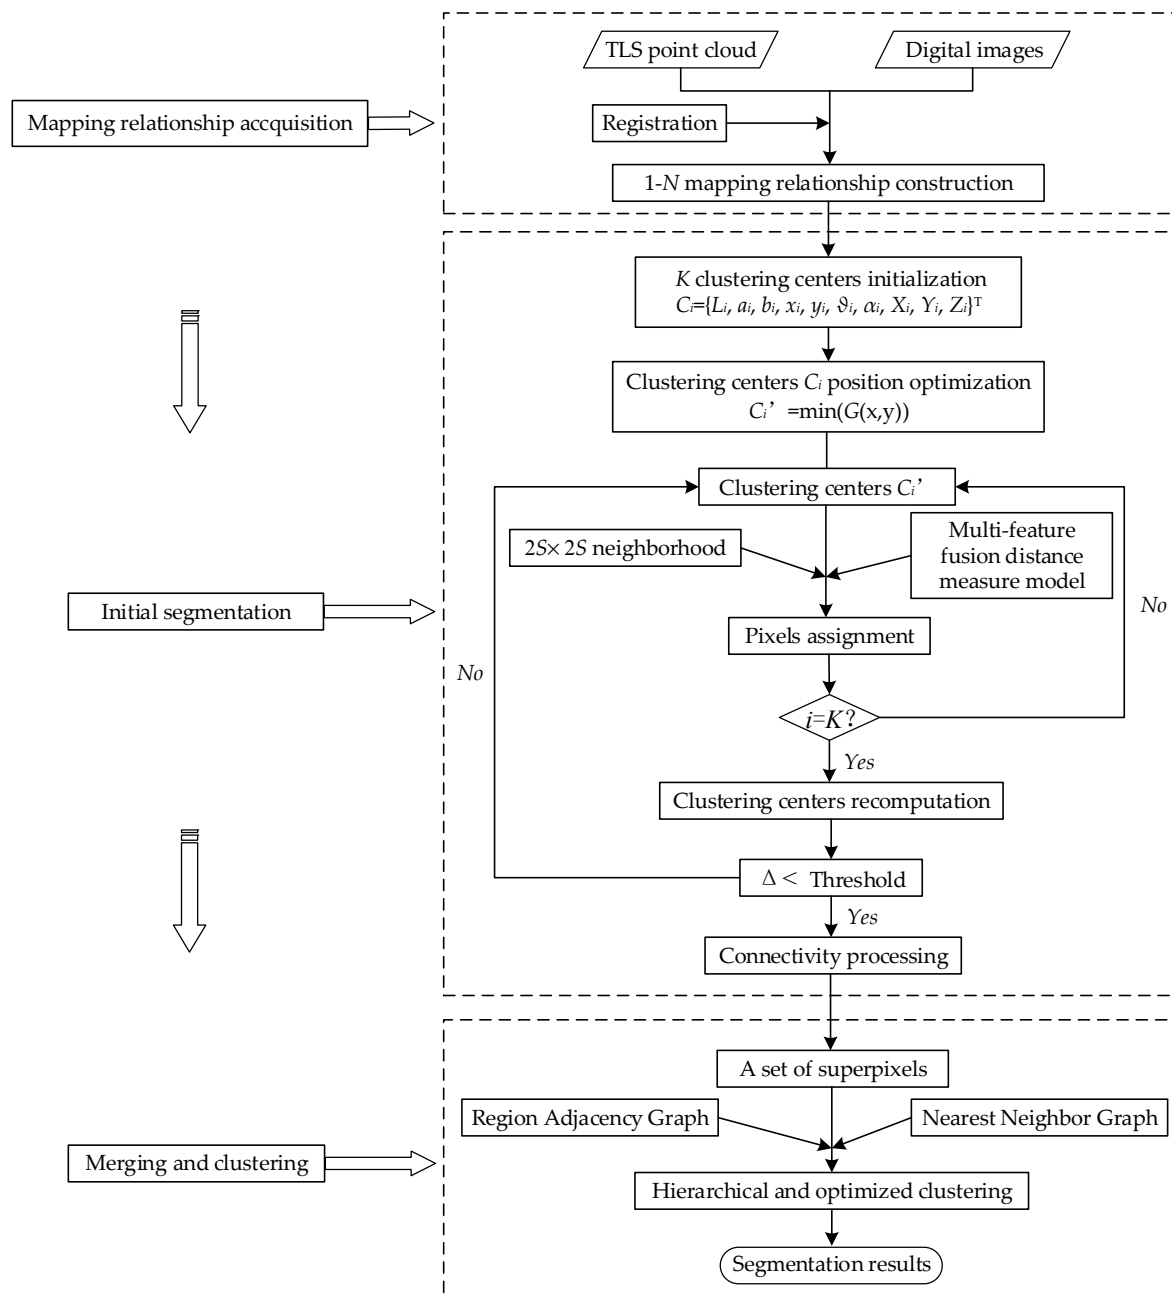 TLS point cloud
Digital images
Mapping relationship accquisition
Registration
1-N mapping relationship construction
K clustering centers initialization
Ci={Li, ai, bi, xi, yi, ϑi, αi, Xi, Yi, Zi}T
Clustering centers Ci position optimization
Ci’ =min(G(x,y))
Clustering centers Ci’
2S× 2S neighborhood
Multi-feature
fusion distance
measure model
Initial segmentation
No
Pixels assignment
No
i=K?
Yes
Clustering centers recomputation
Δ < Threshold
Yes
Connectivity processing
A set of superpixels
Region Adjacency Graph
Nearest Neighbor Graph
Merging and clustering
Hierarchical and optimized clustering
Segmentation results